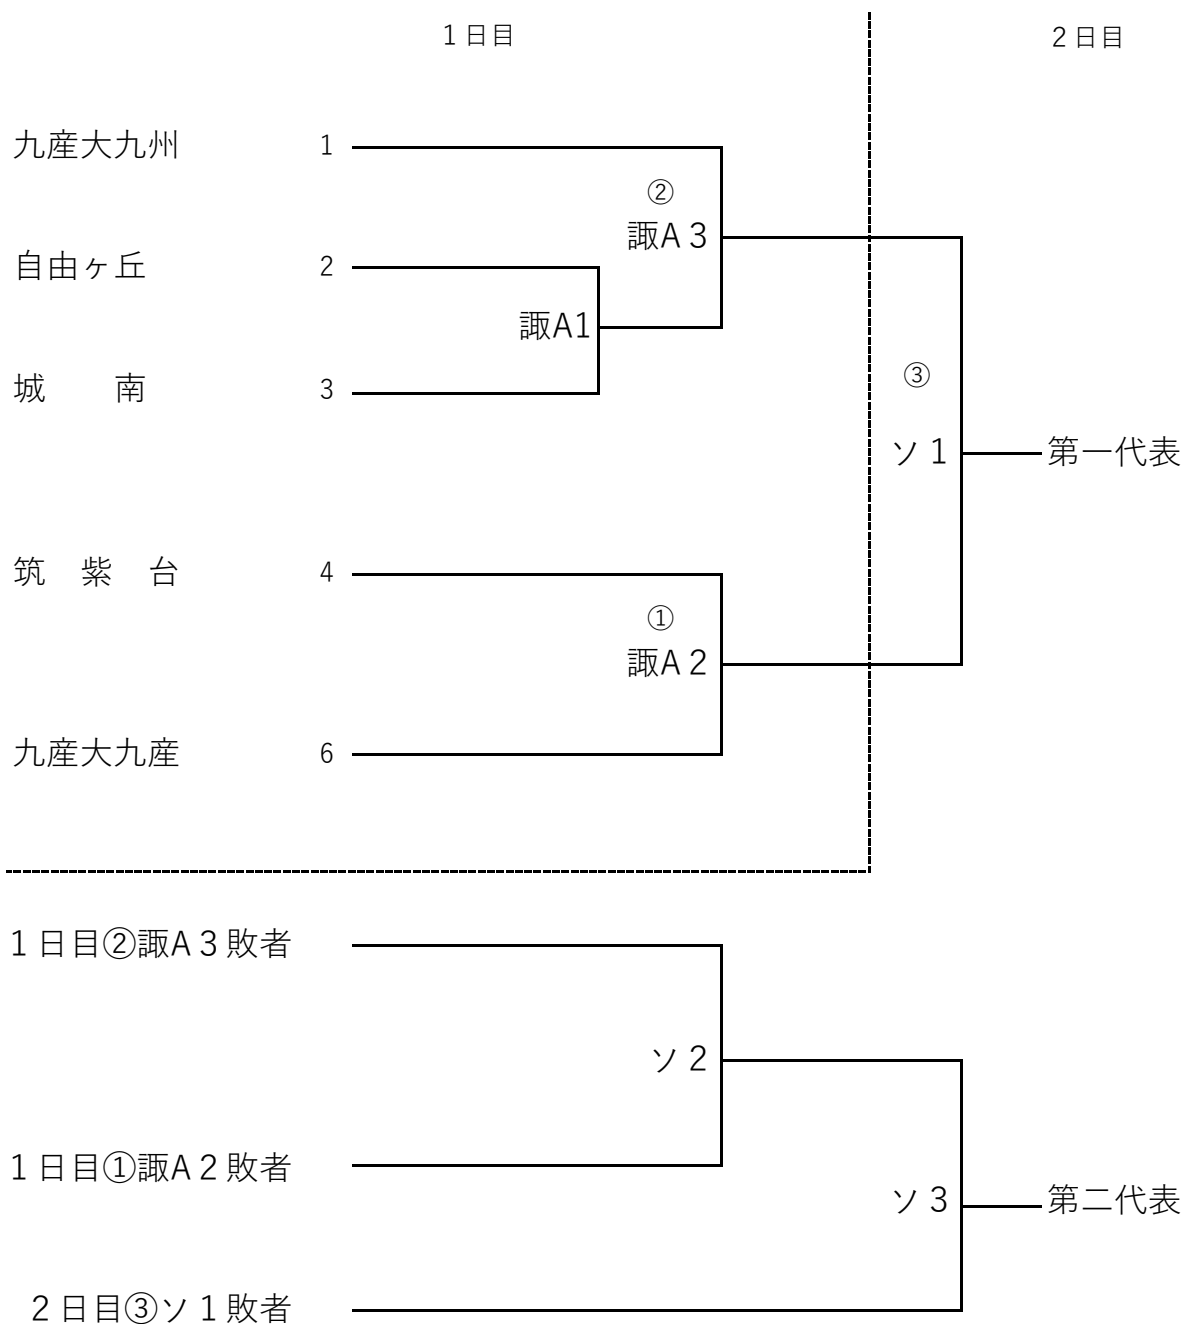 1日目
2日目
九産大九州 1
②
諏A3
自由ヶ丘 2
諏A1
城　　南 3
③
ソ1
第一代表
筑　紫　台 4
①
諏A2
九産大九産 6
1日目②諏A3敗者
ソ2
1日目①諏A2敗者
ソ3
第二代表
2日目③ソ1敗者